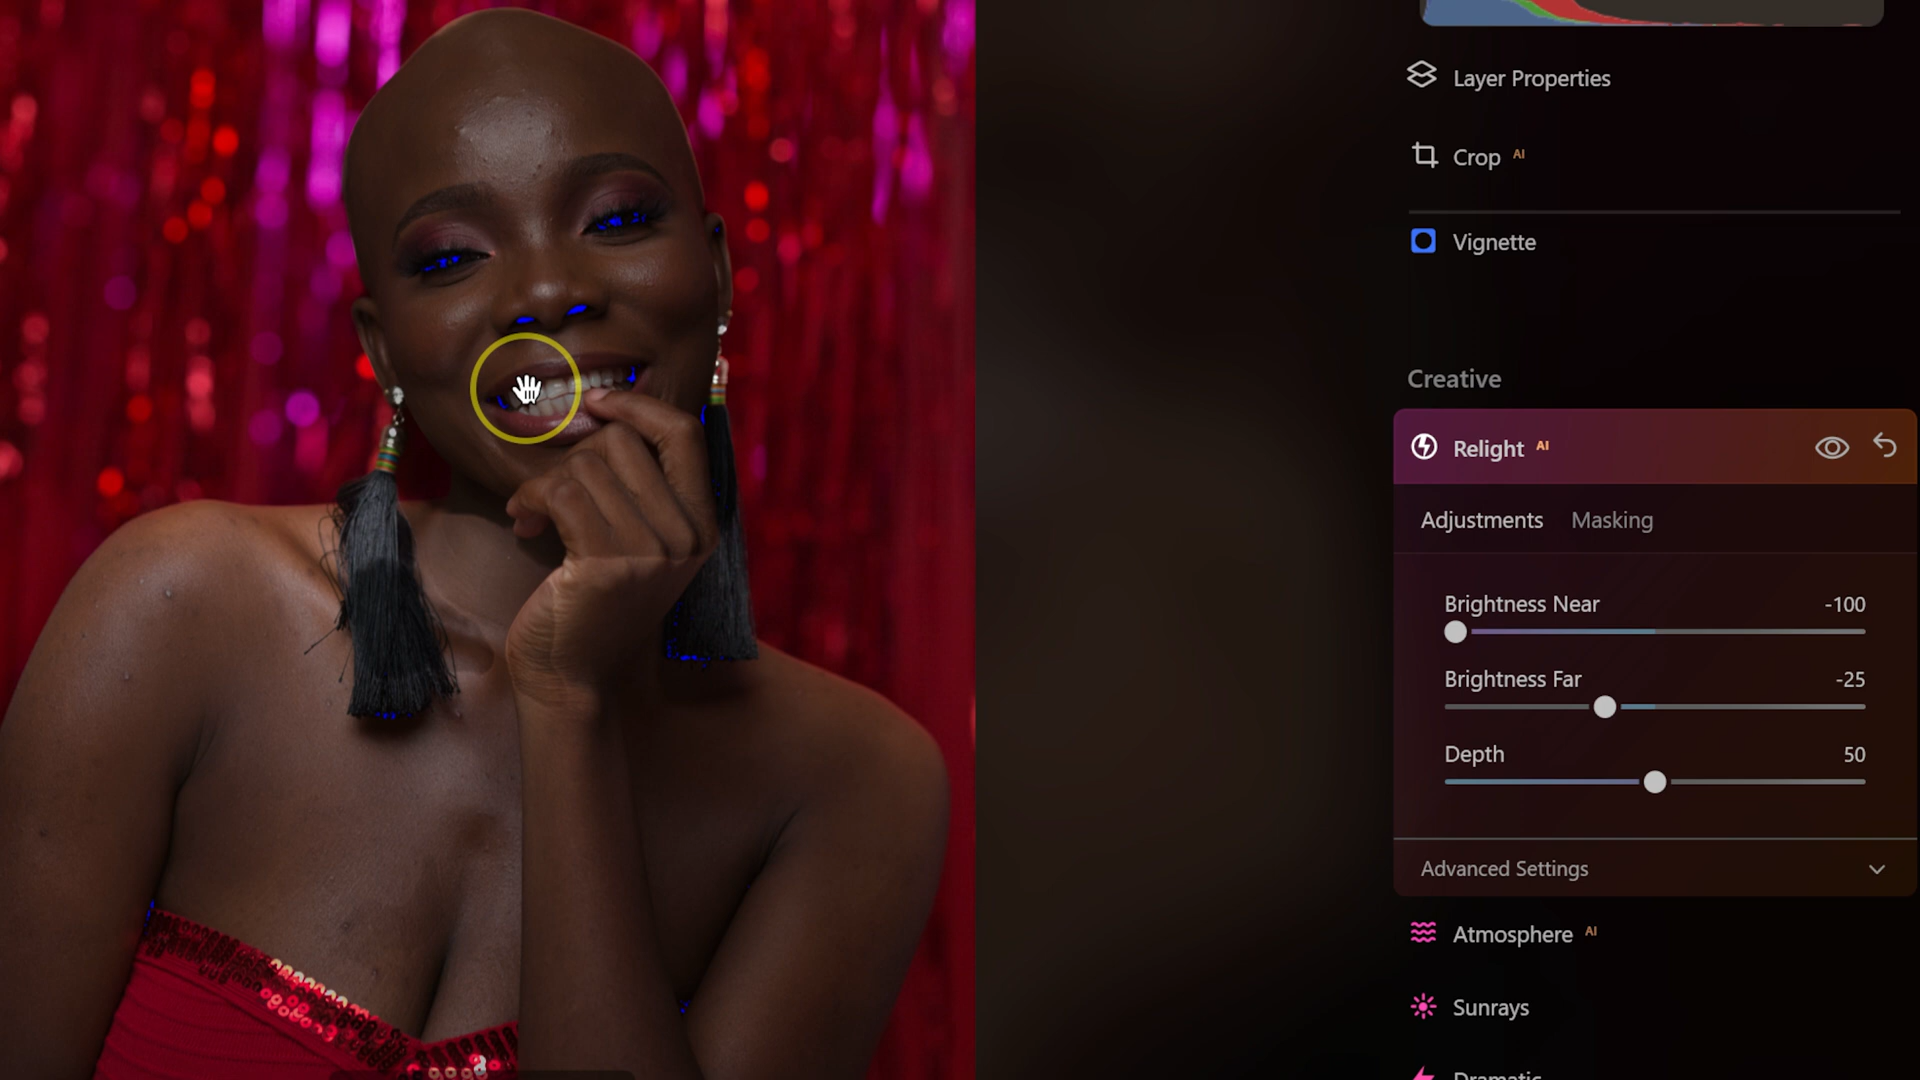 Layer Properties
Crop AI
Vignette
Creative
Relight AI
Adjustments Masking
Brightness Near -100
Brightness Far -25
Depth 50
Advanced Settings
Atmosphere AI
Sunrays
Dramatic